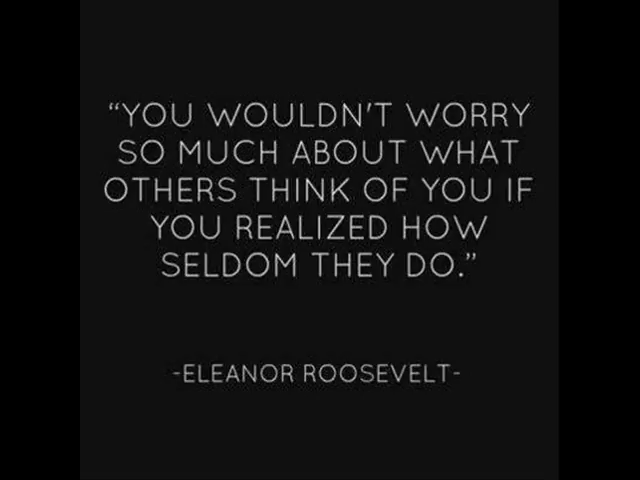 “YOU WOULDN'T WORRY
SO MUCH ABOUT WHAT
OTHERS THINK OF YOU IF
YOU REALIZED HOW
SELDOM THEY DO.”
-ELEANOR ROOSEVELT-